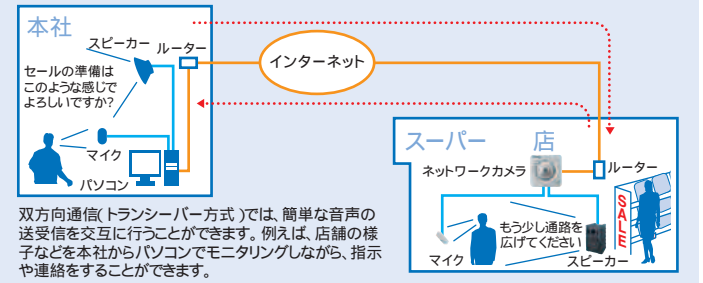 本社
スピーカー
ルーター
セールの準備は
このような感じで
よろしいですか?
マイク
パソコン
インターネット
スーパー 店
ネットワークカメラ
ルーター
もう少し通路を
広げてください
マイク
スピーカー
SALE
双方向通信(トランシーバー方式)では、簡単な音声の
送受信を交互に行うことができます。例えば、店舗の様
子などを本社からパソコンでモニタリングしながら、指示
や連絡をすることができます。